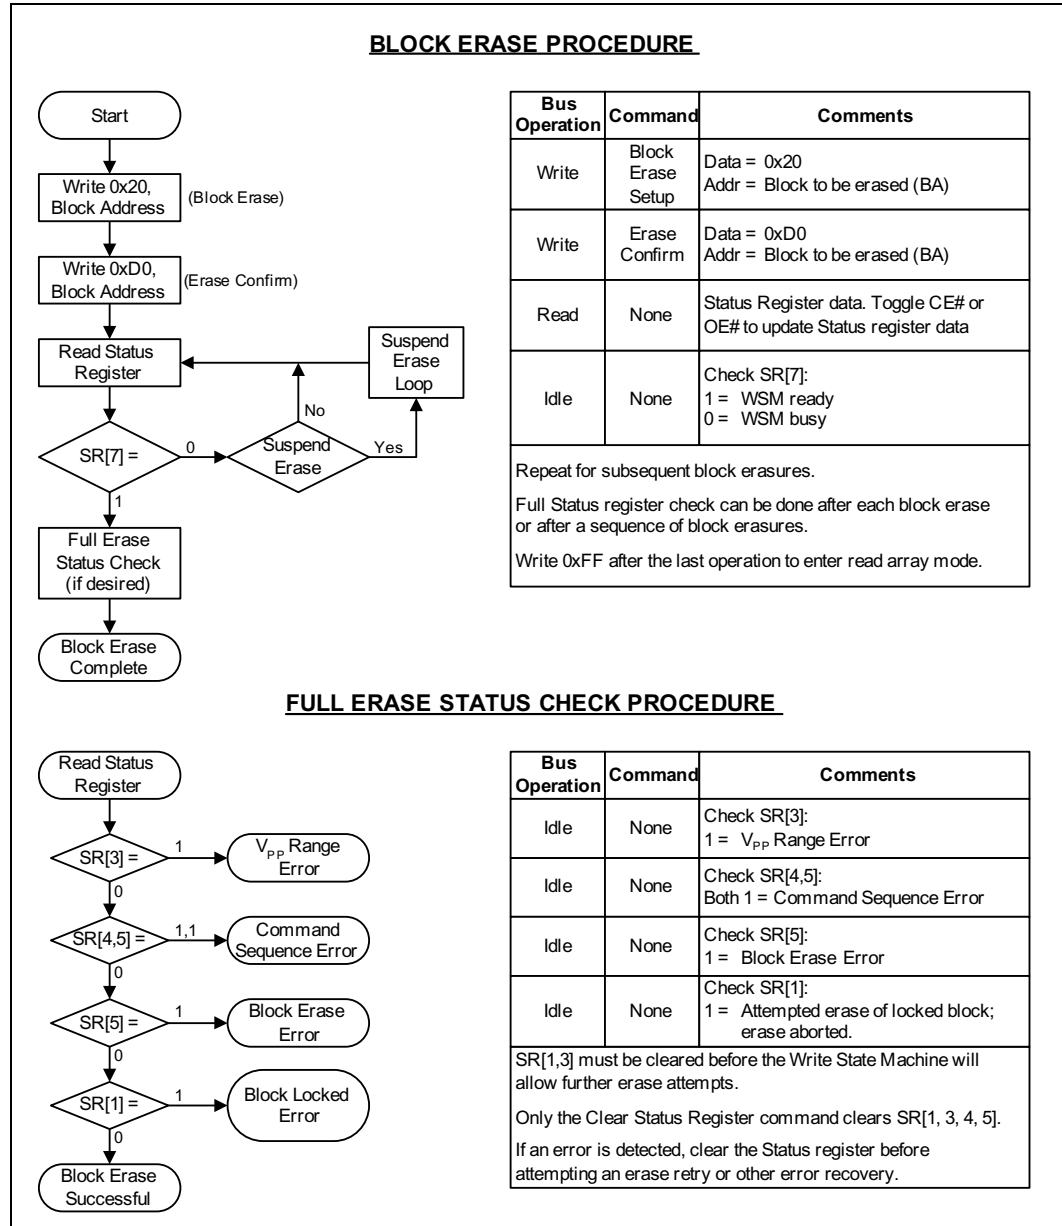 BLOCK ERASE PROCEDURE
Start
Write 0x20,
Block Address
(Block Erase)
Write 0xD0,
Block Address
(Erase Confirm)
Read Status
Register
Suspend
Erase
Loop
No
SR[7] =
0
Suspend
Erase
Yes
1
Full Erase
Status Check
(if desired)
Block Erase
Complete
Bus
Operation
Command
Comments
Write
Block
Erase
Setup
Data = 0x20
Addr = Block to be erased (BA)
Write
Erase
Confirm
Data = 0xD0
Addr = Block to be erased (BA)
Read
None
Status Register data. Toggle CE# or
OE# to update Status register data
Idle
None
Check SR[7]:
1 = WSM ready
0 = WSM busy
Repeat for subsequent block erasures.
Full Status register check can be done after each block erase
or after a sequence of block erasures.
Write 0xFF after the last operation to enter read array mode.
FULL ERASE STATUS CHECK PROCEDURE
Read Status
Register
SR[3] =
1
VPP Range
Error
0
SR[4,5] =
1,1
Command
Sequence Error
0
SR[5] =
1
Block Erase
Error
0
SR[1] =
1
Block Locked
Error
0
Block Erase
Successful
Bus
Operation
Command
Comments
Idle
None
Check SR[3]:
1 = VPP Range Error
Idle
None
Check SR[4,5]:
Both 1 = Command Sequence Error
Idle
None
Check SR[5]:
1 = Block Erase Error
Idle
None
Check SR[1]:
1 = Attempted erase of locked block;
erase aborted.
SR[1,3] must be cleared before the Write State Machine will
allow further erase attempts.
Only the Clear Status Register command clears SR[1, 3, 4, 5].
If an error is detected, clear the Status register before
attempting an erase retry or other error recovery.